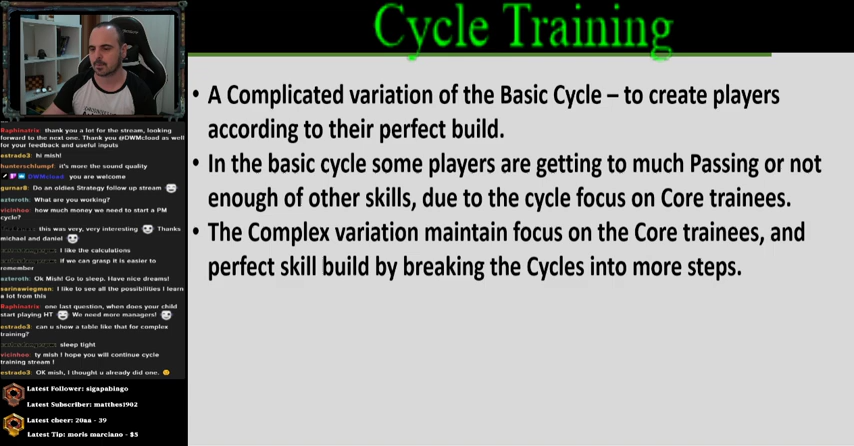 Cycle Training
• A Complicated variation of the Basic Cycle – to create players
according to their perfect build.
• In the basic cycle some players are getting to much Passing or not
enough of other skills, due to the cycle focus on Core trainees.
• The Complex variation maintain focus on the Core trainees, and
perfect skill build by breaking the Cycles into more steps.
Raphinatrix: thank you a lot for the stream, looking
forward to the next one. Thank you @DWMcload as well
for your feedback and useful inputs
estrado3: hi mish!
hunterschlumpf: it's more the sound quality
DWMcload: you are welcome
gurnar8: Do an oldies Strategy follow up stream
azteroth: What are you working?
vicinhoe: how much money we need to start a PM
cycle?
this was very, very interesting Thanks
michael and daniel
I like the calculations
if we can grasp it is easier to
remember
azteroth: Ok Mish! Go to sleep. Have nice dreams!
sarinawiegman: I like to see all the possibilities I learn
a lot from this
Raphinatrix: one last question, when does your child
start playing HT We need more managers!
estrado3: can u show a table like that for complex
training?
sleep tight
vicinhoe: ty mish I hope you will continue cycle
training stream !
estrado3: OK mish, I thought u already did one.
Latest Follower: sigapabingo
Latest Subscriber: matthes1902
Latest cheer: 20aa - 39
Latest Tip: moris marciano - $5